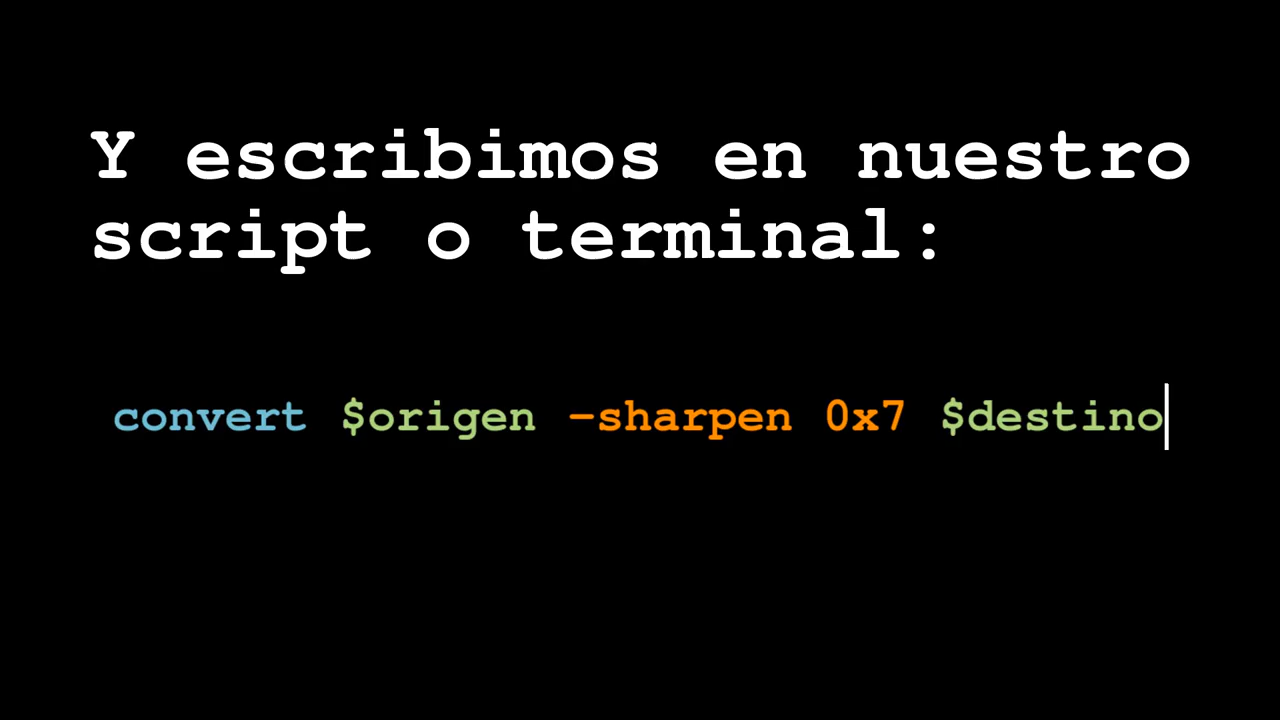 Y escribimos en nuestro
script o terminal:
convert $origen -sharpen 0x7 $destino